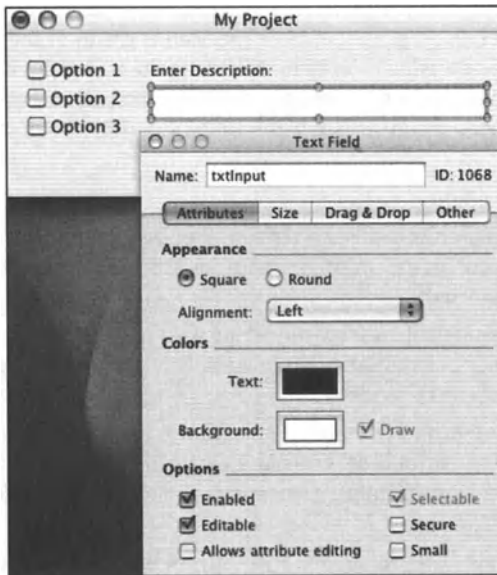 My Project
Option 1
Option 2
Option 3
Enter Description:
Text Field
Name: txtInput ID: 1068
Attributes Size Drag & Drop Other
Appearance
Square Round
Alignment: Left
Colors
Text:
Background: Draw
Options
Enabled Selectable
Editable Secure
Allows attribute editing Small